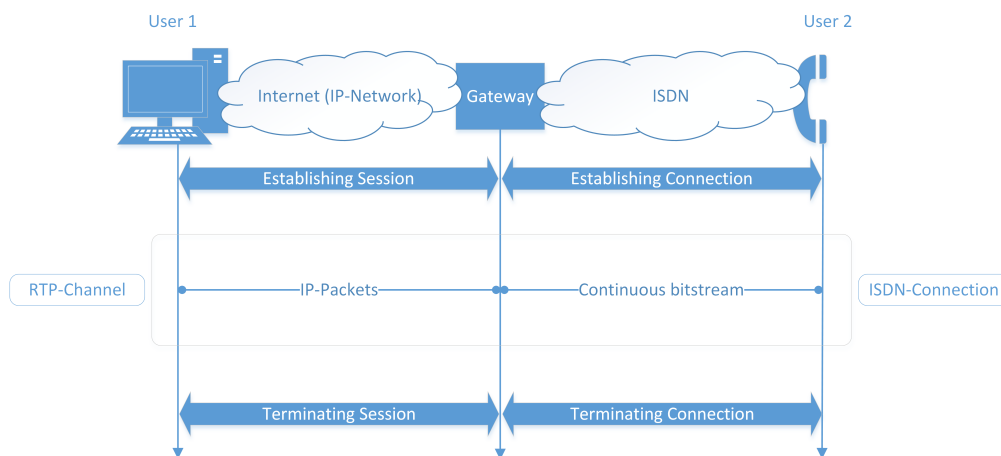 User 1
User 2
Internet (IP-Network)
Gateway
ISDN
Establishing Session
Establishing Connection
RTP-Channel
IP-Packets
Continuous bitstream
ISDN-Connection
Terminating Session
Terminating Connection